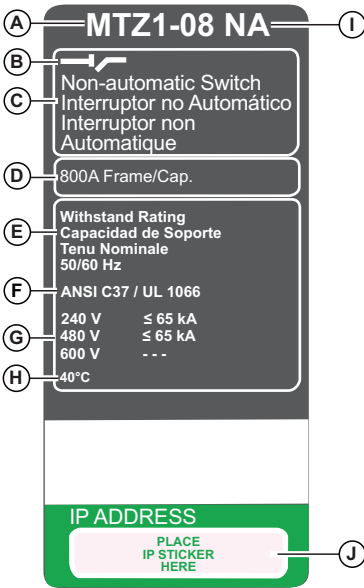 A MTZ1-08 NA I
B
Non-automatic Switch
C Interruptor no Automático
Interruptor non
Automatique
D 800A Frame/Cap.
Withstand Rating
E Capacidad de Soporte
Tenu Nominale
50/60 Hz
F ANSI C37 / UL 1066
240 V ≤ 65 kA
G 480 V ≤ 65 kA
600 V - - -
H 40°C
IP ADDRESS
PLACE
IP STICKER J
HERE